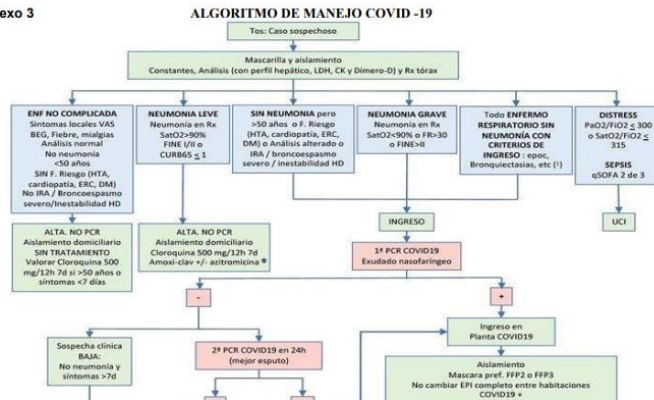 exo 3
ALGORITMO DE MANEJO COVID -19
Tos: Caso sospechoso
Mascarilla y aislamiento
Constantes, Análisis (con perfil hepático, LDH, CK y Dímero-D) y Rx tórax
ENF NO COMPLICADA
Síntomas locales VAS
BEG, Fiebre, mialgias
Análisis normal
No neumonía
<50 años
SIN F. Riesgo (HTA,
cardiopatía, ERC, DM)
No IRA / Broncoespasmo
severo/Inestabilidad HD
NEUMONIA LEVE
Neumonía en Rx
SatO2>90%
FINE I/II o
CURB65 ≤ 1
SIN NEUMONIA pero
>50 años o F. Riesgo
(HTA, cardiopatía, ERC,
DM) o Análisis alterado o
IRA / broncoespasmo
severo / inestabilidad HD
NEUMONIA GRAVE
Neumonía en Rx
SatO2<90% o FR>30
o FINE>II
Todo ENFERMO
RESPIRATORIO SIN
NEUMONÍA CON
CRITERIOS DE
INGRESO : epoc,
Bronquiectasias, etc (¹)
DISTRESS
PaO2/FiO2 ≤ 300
o SatO2/FiO2 ≤
315
SEPSIS
qSOFA 2 de 3
ALTA. NO PCR
Aislamiento domiciliario
SIN TRATAMIENTO
Valorar Cloroquina 500
mg/12h 7d si >50 años o
síntomas <7 días
ALTA. NO PCR
Aislamiento domiciliario
Cloroquina 500 mg/12h 7d
Amoxi-clav +/- azitromicina *
INGRESO
UCI
1ª PCR COVID19
Exudado nasofaríngeo
-
+
Sospecha clínica
BAJA:
No neumonía y
síntomas >7d
2ª PCR COVID19 en 24h
(mejor esputo)
Ingreso en
Planta COVID19
Aislamiento
Mascara pref. FFP2 o FFP3
No cambiar EPI completo entre habitaciones
COVID19 +